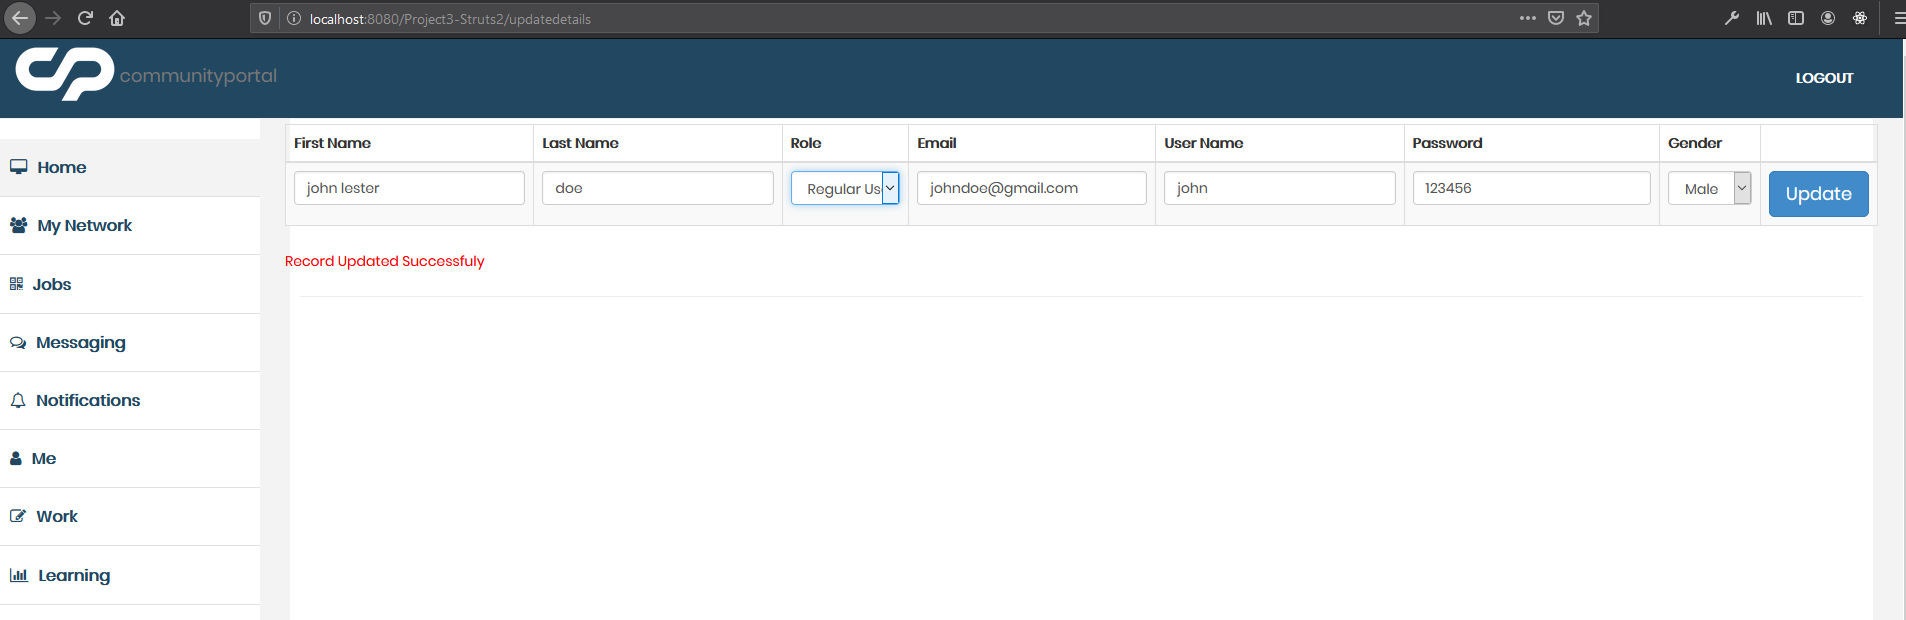 localhost:8080/Project3-Struts2/updatedetails
cp communityportal
LOGOUT
First Name Last Name Role Email User Name Password Gender
john lester doe Regular Us johndoe@gmail.com john 123456 Male Update
Record Updated Successfuly
Home
My Network
Jobs
Messaging
Notifications
Me
Work
Learning